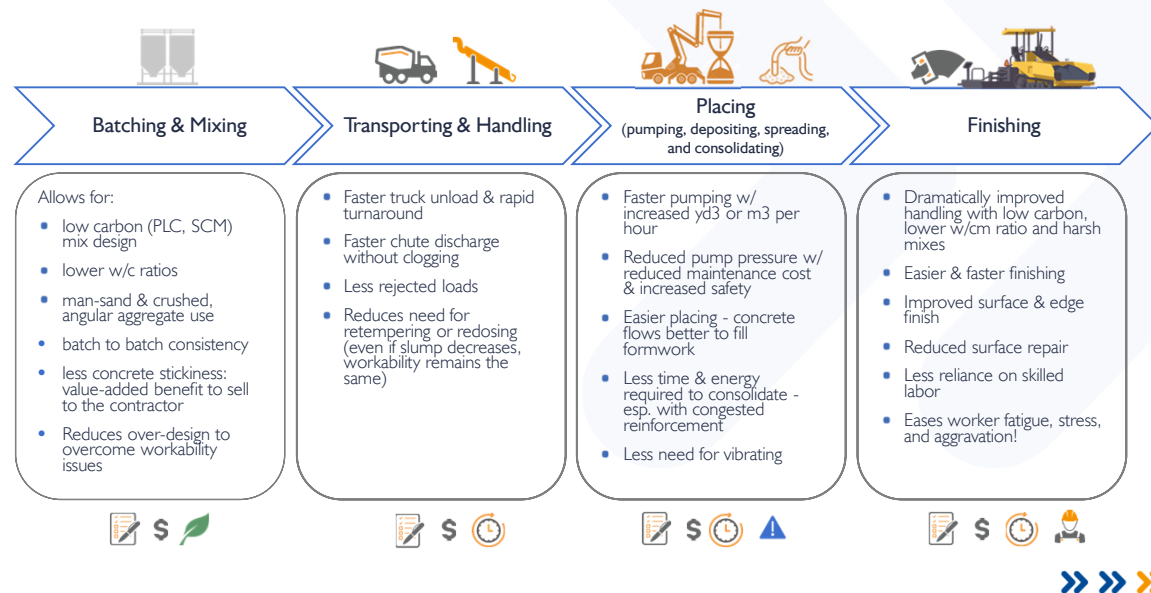 Batching & Mixing
Transporting & Handling
Placing
(pumping, depositing, spreading,
and consolidating)
Finishing
Allows for:
• low carbon (PLC, SCM)
mix design
• lower w/c ratios
• man-sand & crushed,
angular aggregate use
• batch to batch consistency
• less concrete stickiness:
value-added benefit to sell
to the contractor
• Reduces over-design to
overcome workability
issues
• Faster truck unload & rapid
turnaround
• Faster chute discharge
without clogging
• Less rejected loads
• Reduces need for
retempering or redosing
(even if slump decreases,
workability remains the
same)
• Faster pumping w/
increased yd3 or m3 per
hour
• Reduced pump pressure w/
reduced maintenance cost
& increased safety
• Easier placing - concrete
flows better to fill
formwork
• Less time & energy
required to consolidate -
esp. with congested
reinforcement
• Less need for vibrating
• Dramatically improved
handling with low carbon,
lower w/cm ratio and harsh
mixes
• Easier & faster finishing
• Improved surface & edge
finish
• Reduced surface repair
• Less reliance on skilled
labor
• Eases worker fatigue, stress,
and aggravation!
$
$
$
$